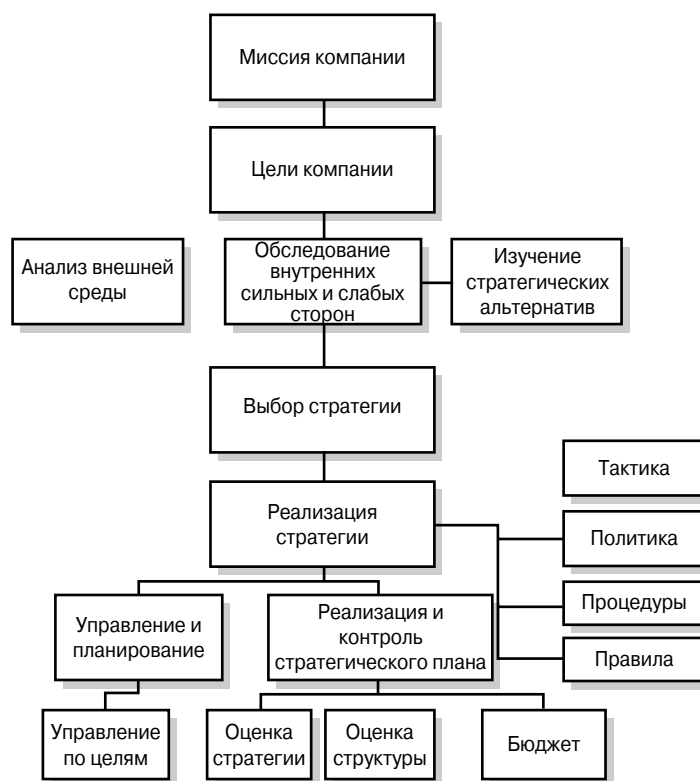 Миссия компании
Цели компании
Анализ внешней
среды
Обследование
внутренних
сильных и слабых
сторон
Изучение
стратегических
альтернатив
Выбор стратегии
Тактика
Реализация
стратегии
Политика
Процедуры
Правила
Управление и
планирование
Реализация и
контроль
стратегического плана
Управление
по целям
Оценка
стратегии
Оценка
структуры
Бюджет